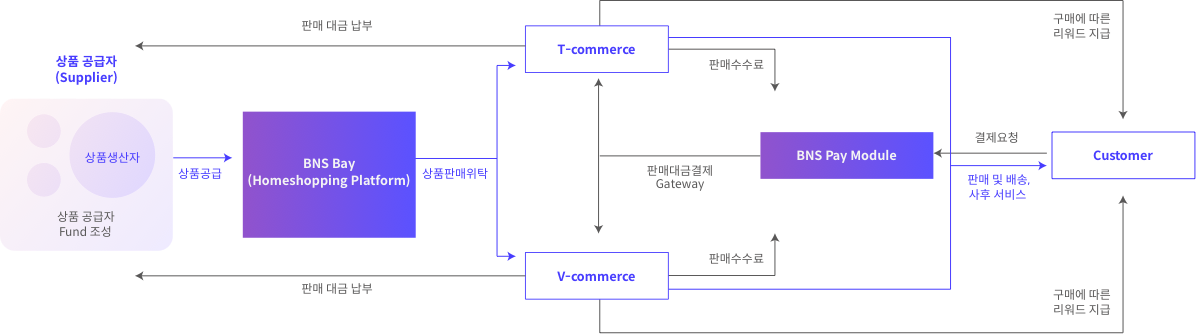 판매 대금 납부
구매에 따른
리워드 지급
T-commerce
상품 공급자
(Supplier)
판매수수료
상품생산자
결제요청
BNS Bay
(Homeshopping Platform)
BNS Pay Module
Customer
상품공급
상품판매위탁
판매대금결제
Gateway
판매 및 배송,
사후 서비스
상품 공급자
Fund 조성
판매수수료
V-commerce
판매 대금 납부
구매에 따른
리워드 지급